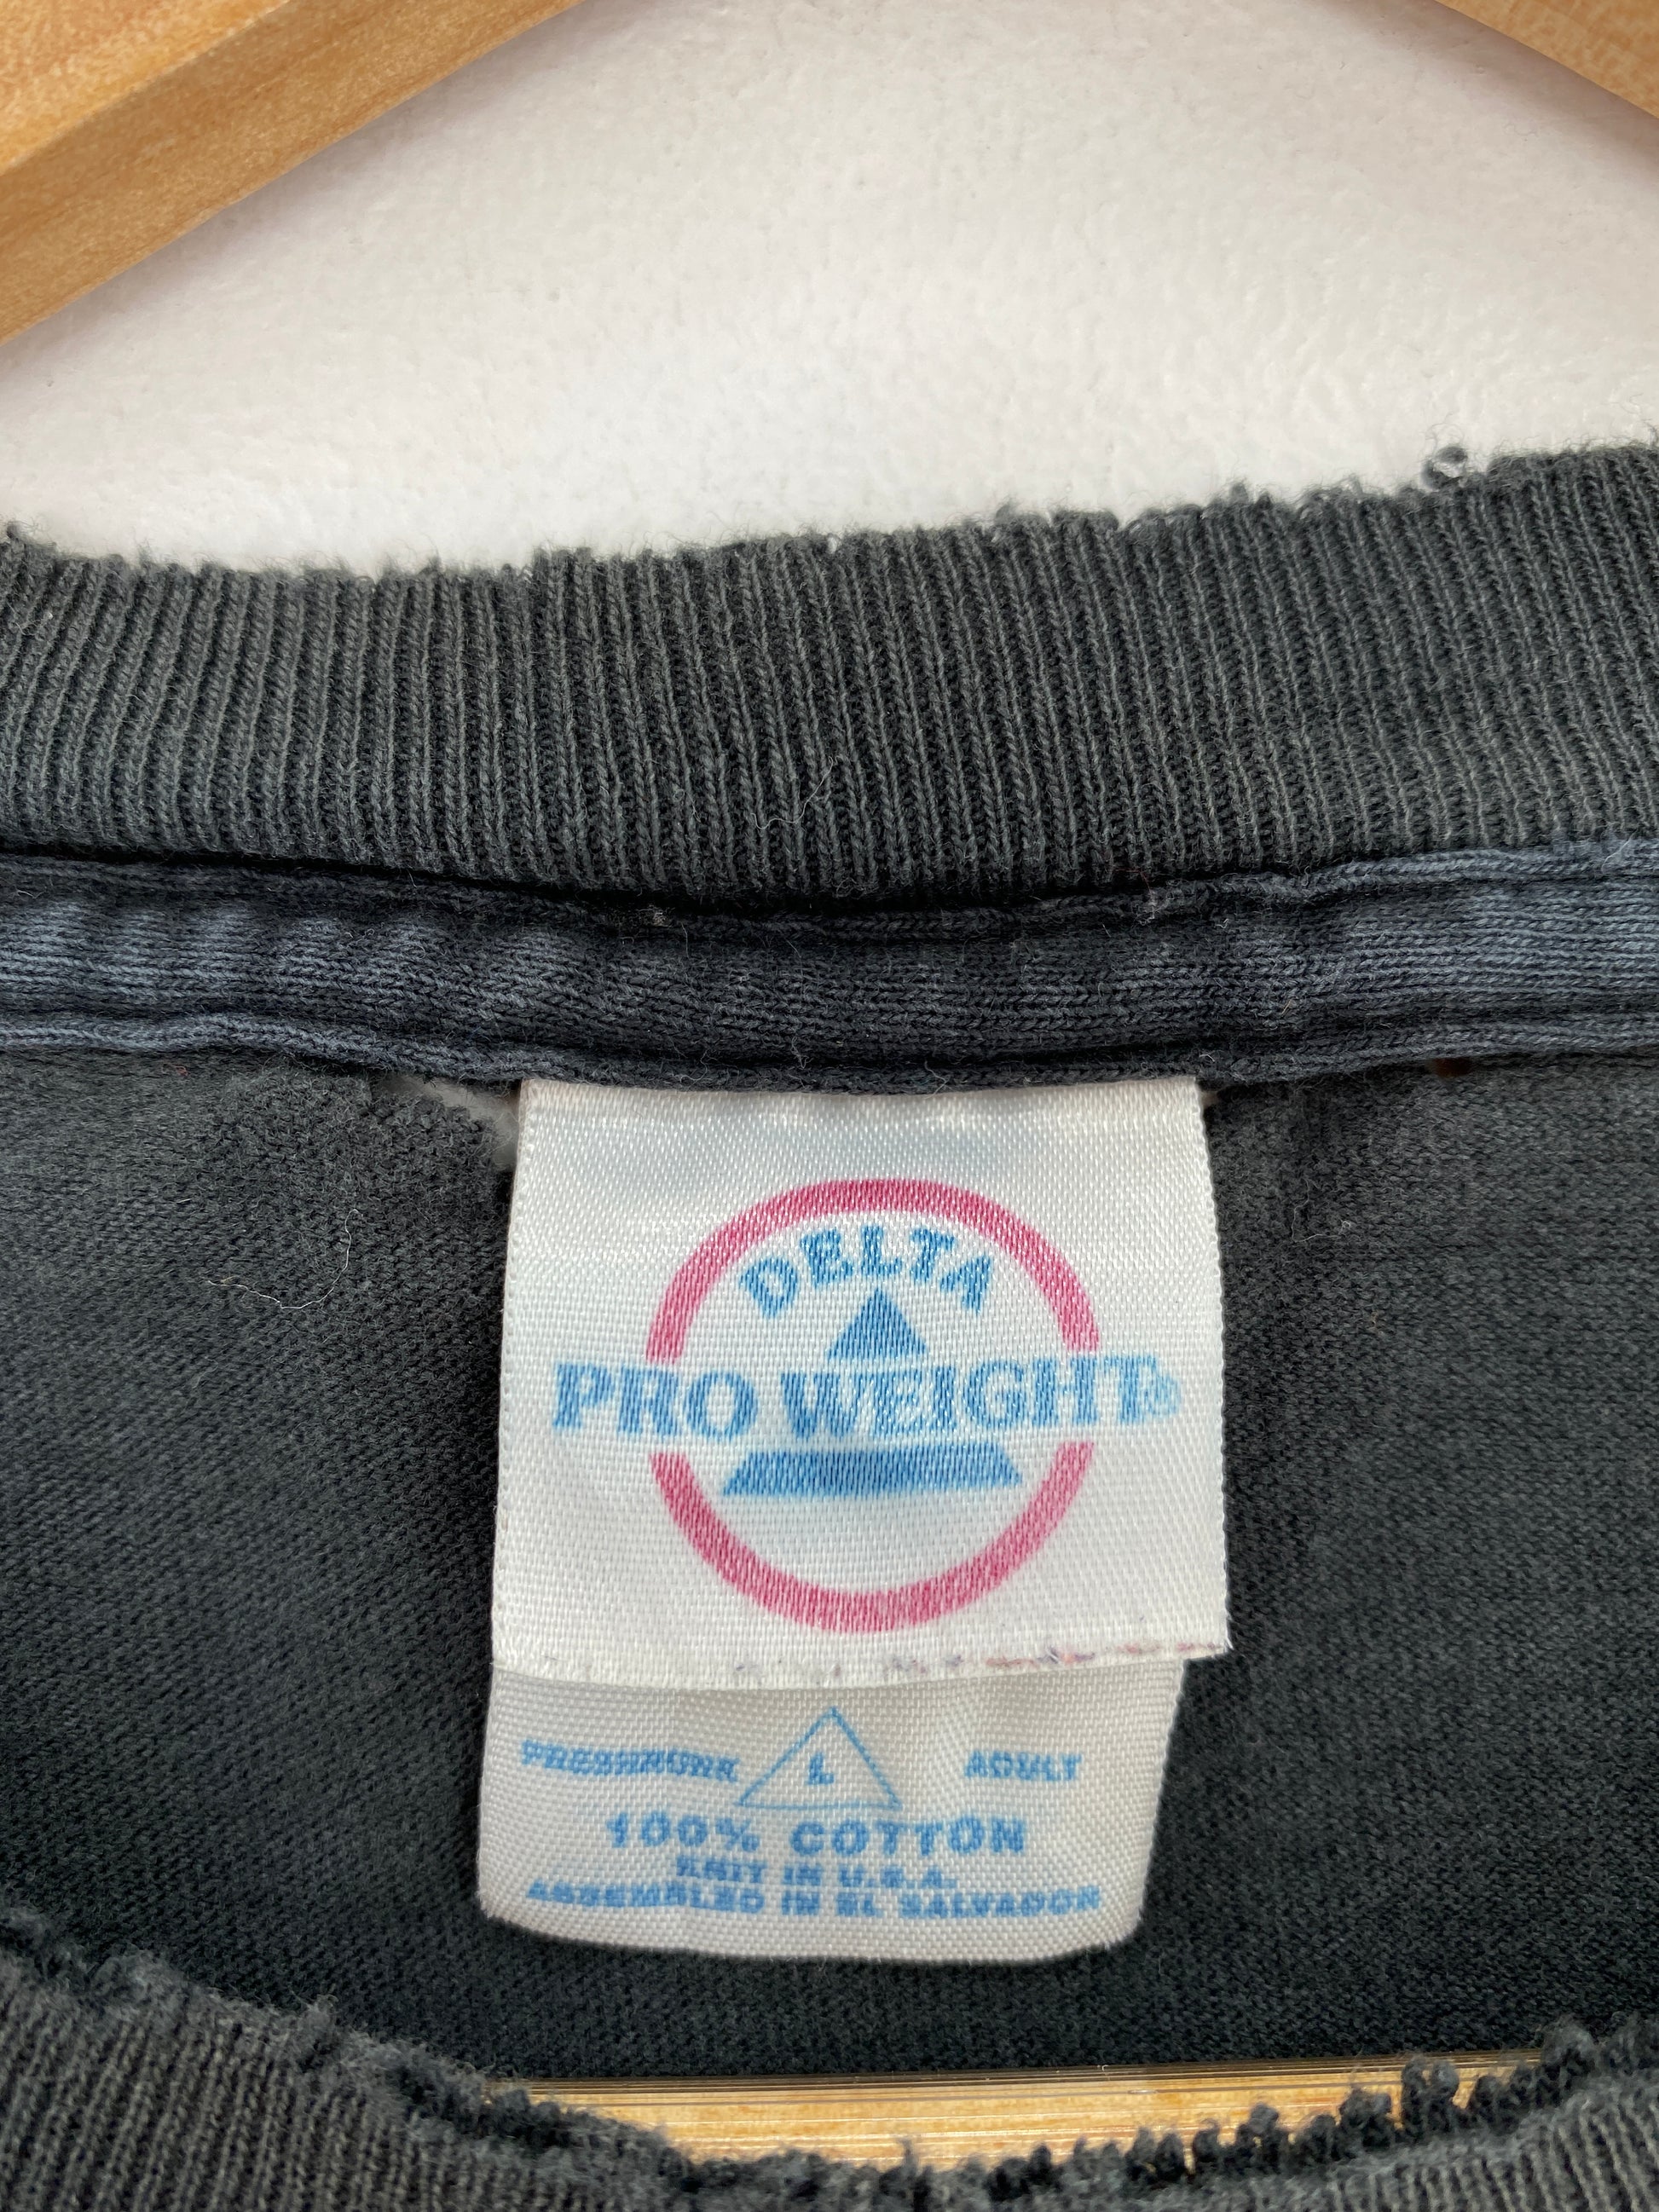 DELTA
PRO WEIGHT®
PRESHRUNK L ADULT
100% COTTON
KNIT IN U.S.A.
ASSEMBLED IN EL SALVADOR